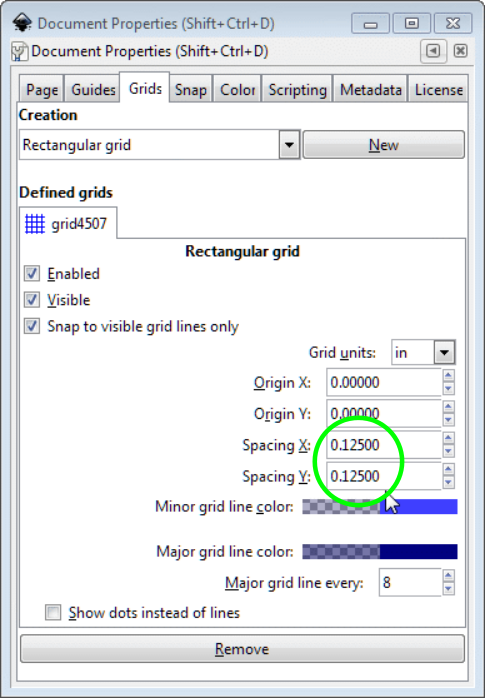 Document Properties (Shift+Ctrl+D)
Document Properties (Shift+Ctrl+D)
Page Guides Grids Snap Color Scripting Metadata License
Creation
Rectangular grid New
Defined grids
grid4507
Rectangular grid
Enabled
Visible
Snap to visible grid lines only
Grid units: in
Origin X: 0.00000
Origin Y: 0.00000
Spacing X: 0.12500
Spacing Y: 0.12500
Minor grid line color:
Major grid line color:
Major grid line every: 8
Show dots instead of lines
Remove